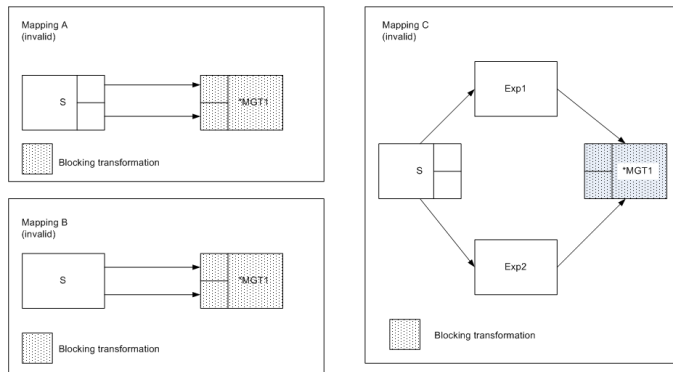 Mapping A
(invalid)
S
*MGT1
Blocking transformation
Mapping B
(invalid)
S
*MGT1
Blocking transformation
Mapping C
(invalid)
Exp1
S
*MGT1
Exp2
Blocking transformation